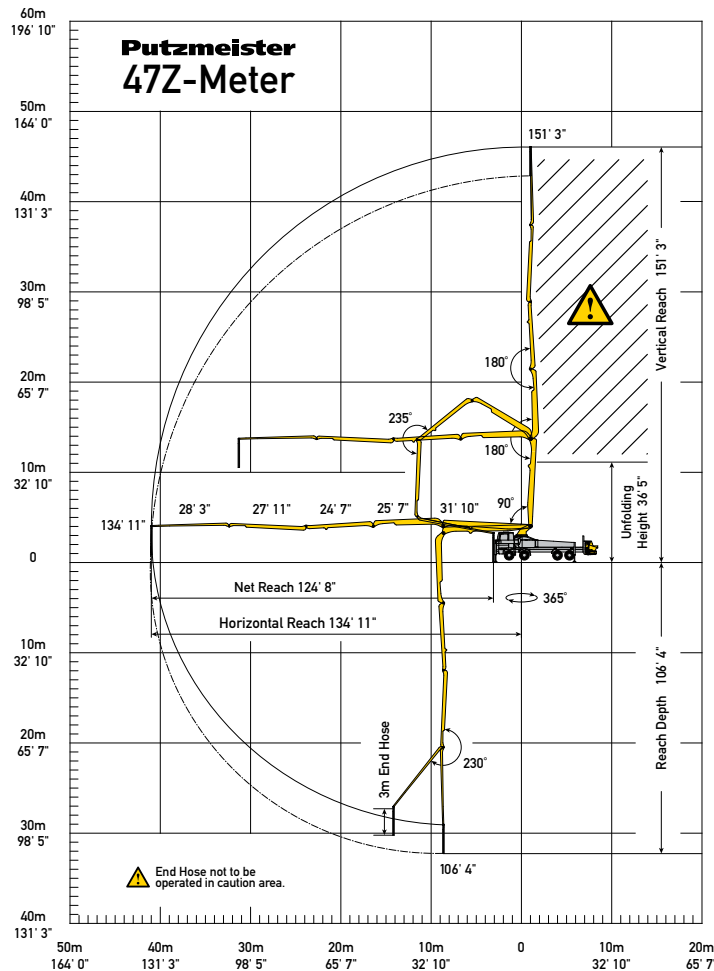 60m
196' 10"
Putzmeister
47Z-Meter
50m
164' 0"
151' 3"
40m
131' 3"
Vertical Reach 151' 3"
30m
98' 5"
!
180°
20m
65' 7"
235°
180°
10m
32' 10"
Unfolding
Height 36' 5"
28' 3"
27' 11"
24' 7"
25' 7"
31' 10"
90°
134' 11"
0
Net Reach 124' 8"
365°
Horizontal Reach 134' 11"
10m
32' 10"
Reach Depth 106' 4"
20m
65' 7"
3m End Hose
230°
30m
98' 5"
106' 4"
!
End Hose not to be
operated in caution area.
40m
131' 3"
50m
164' 0"
40m
131' 3"
30m
98' 5"
20m
65' 7"
10m
32' 10"
0
10m
32' 10"
20m
65' 7"